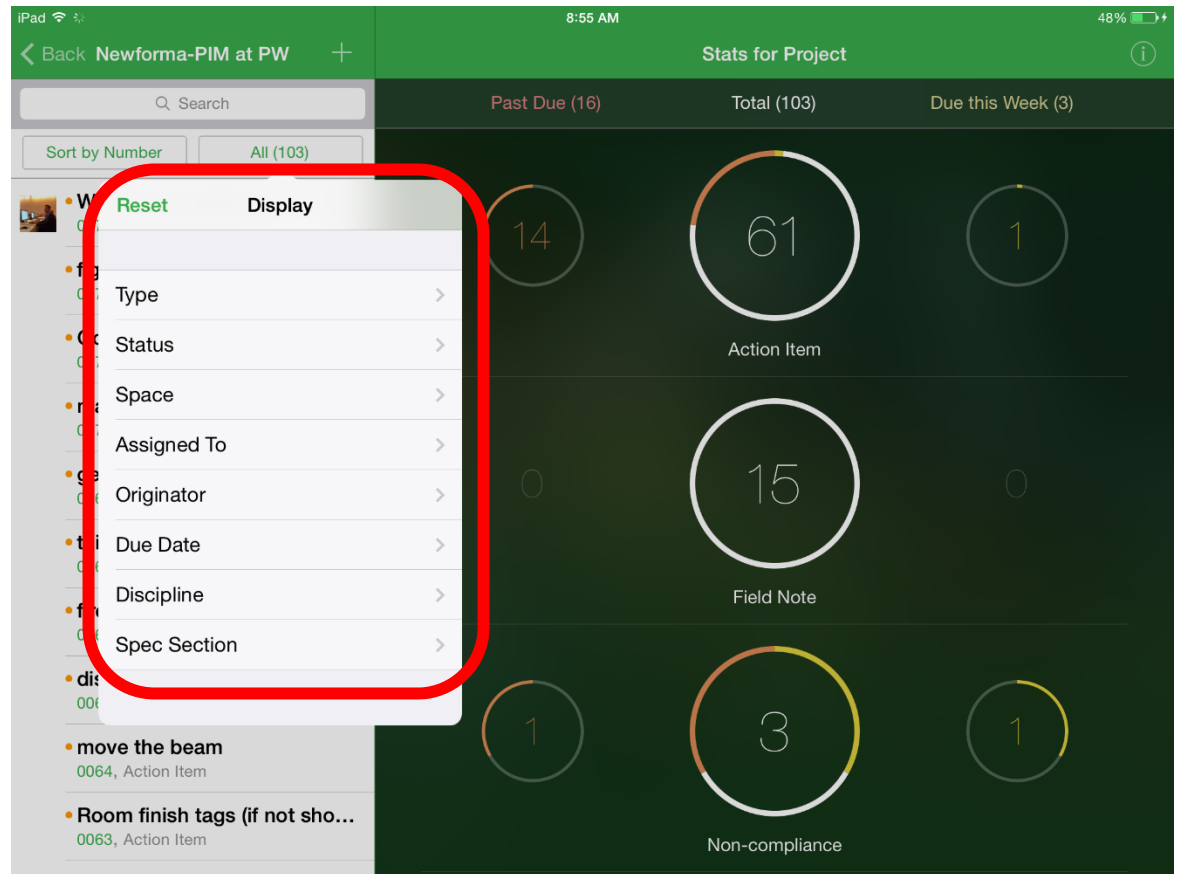 iPad 8:55 AM 48%
Back Newforma-PIM at PW +
Stats for Project
Search
Past Due (16) Total (103) Due this Week (3)
Sort by Number All (103)
Reset Display
Type
Status
Space
Assigned To
Originator
Due Date
Discipline
Spec Section
move the beam
0064, Action Item
Room finish tags (if not sho...
0063, Action Item
14 61 1
Action Item
0 15 0
Field Note
1 3 1
Non-compliance